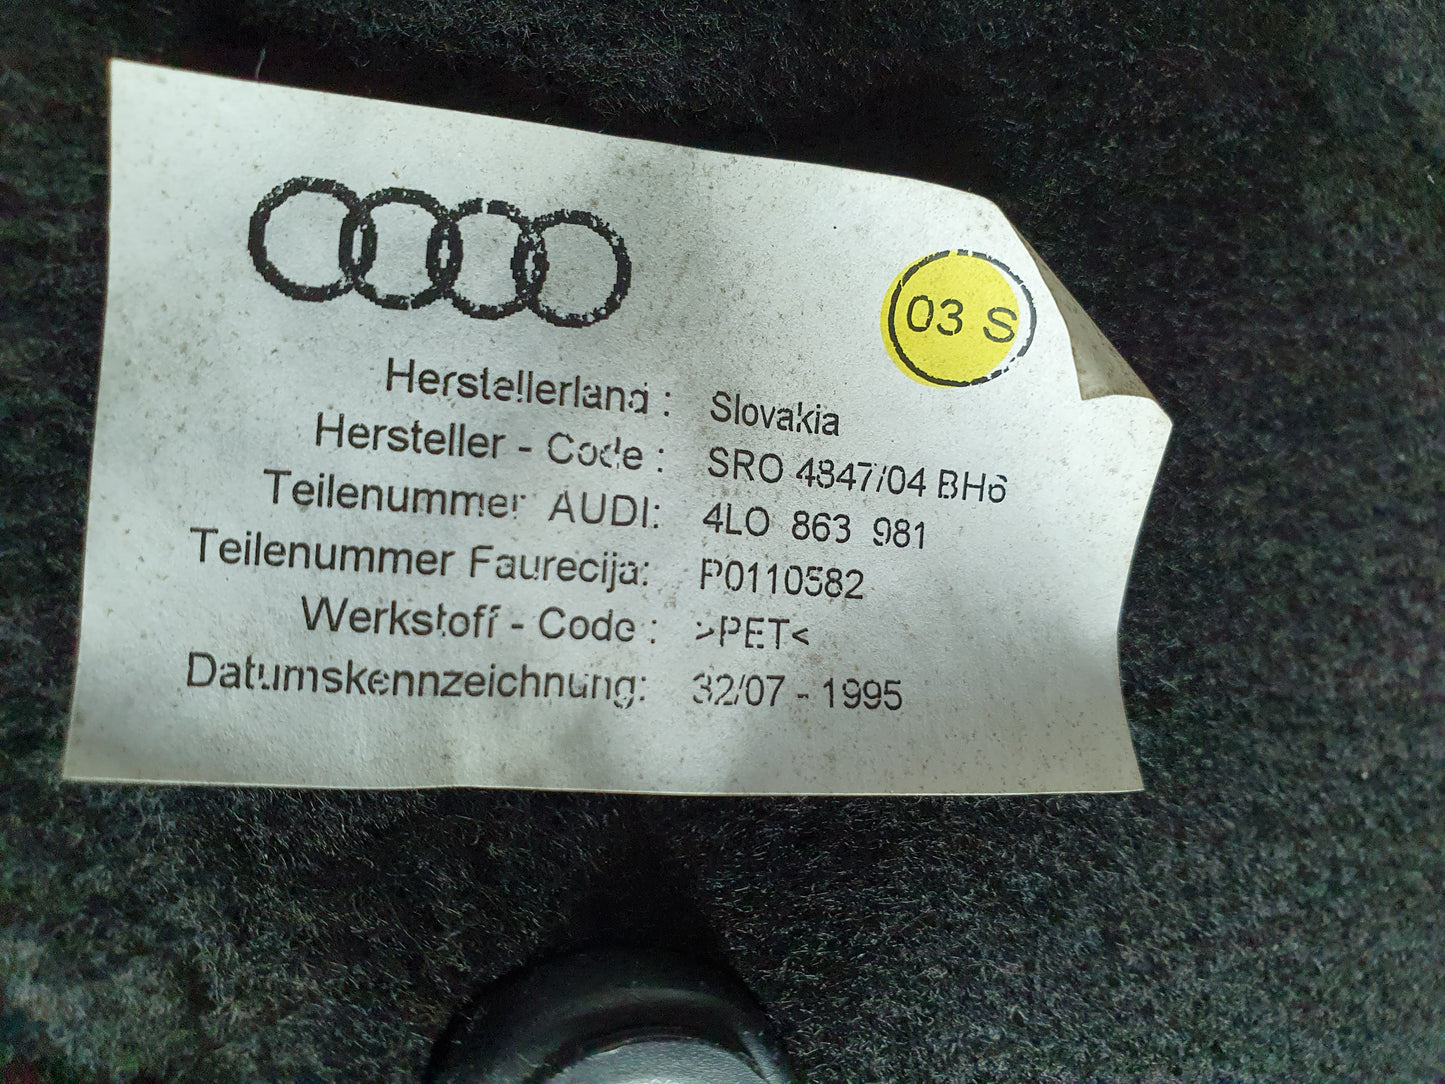 03 S
Herstellerland : Slovakia
Hersteller - Code : SRO 4847/04 BH6
Teilenummer AUDI: 4L0 863 981
Teilenummer Faurecija: P0110582
Werkstoff - Code : >PET<
Datumskennzeichnung: 32/07 - 1995